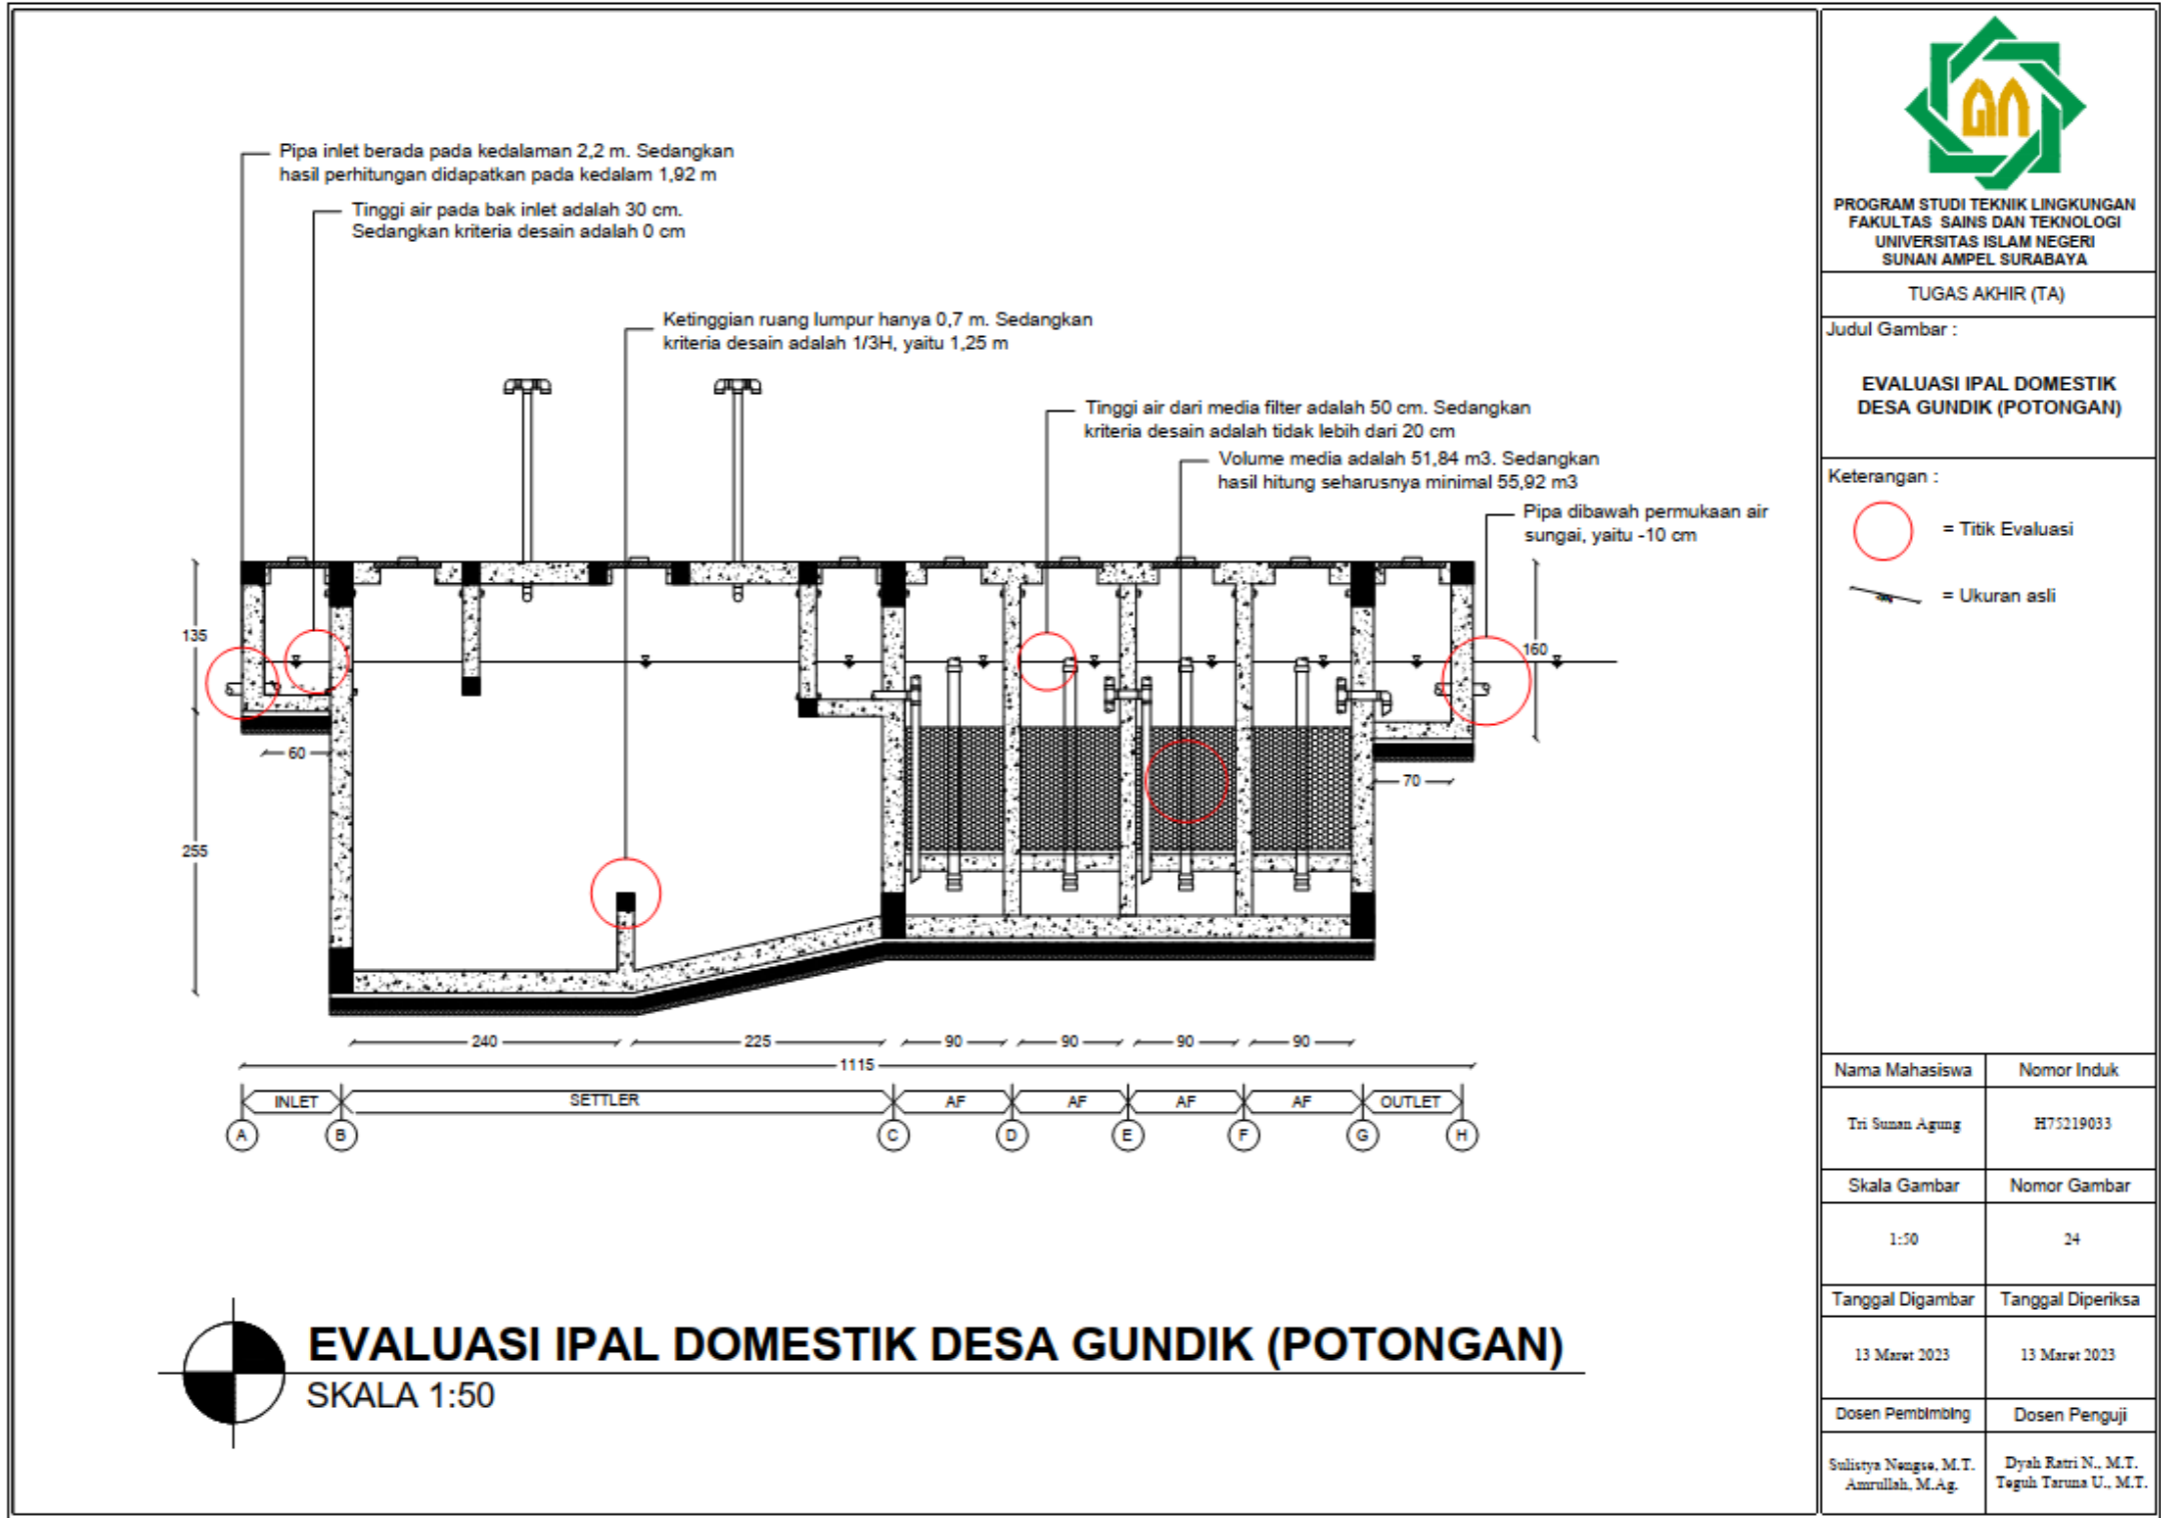 Pipa inlet berada pada kedalaman 2,2 m. Sedangkan
hasil perhitungan didapatkan pada kedalam 1,92 m
Tinggi air pada bak inlet adalah 30 cm.
Sedangkan kriteria desain adalah 0 cm
Ketinggian ruang lumpur hanya 0,7 m. Sedangkan
kriteria desain adalah 1/3H, yaitu 1,25 m
Tinggi air dari media filter adalah 50 cm. Sedangkan
kriteria desain adalah tidak lebih dari 20 cm
Volume media adalah 51,84 m3. Sedangkan
hasil hitung seharusnya minimal 55,92 m3
Pipa dibawah permukaan air
sungai, yaitu -10 cm
135
160
60
70
255
240 225 90 90 90 90
1115
INLET SETTLER AF AF AF AF OUTLET
A B C D E F G H
EVALUASI IPAL DOMESTIK DESA GUNDIK (POTONGAN)
SKALA 1:50
PROGRAM STUDI TEKNIK LINGKUNGAN
FAKULTAS SAINS DAN TEKNOLOGI
UNIVERSITAS ISLAM NEGERI
SUNAN AMPEL SURABAYA
TUGAS AKHIR (TA)
Judul Gambar :
EVALUASI IPAL DOMESTIK
DESA GUNDIK (POTONGAN)
Keterangan :
= Titik Evaluasi
= Ukuran asli
Nama Mahasiswa Nomor Induk
Tri Sunan Agung H75219033
Skala Gambar Nomor Gambar
1:50 24
Tanggal Digambar Tanggal Diperiksa
13 Maret 2023 13 Maret 2023
Dosen Pembimbing Dosen Penguji
Sulistya Nengse, M.T. Dyah Ratri N., M.T.
Amrullah, M.Ag. Teguh Taruna U., M.T.